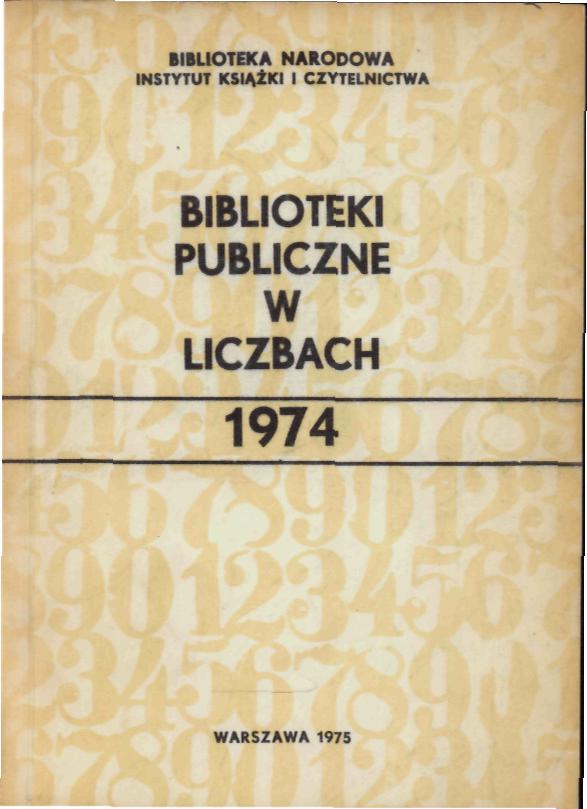 BIBLIOTEKA NARODOWA
INSTYTUT KSIĄŻKI I CZYTELNICTWA
BIBLIOTEKI
PUBLICZNE
W
LICZBACH
1974
WARSZAWA 1975